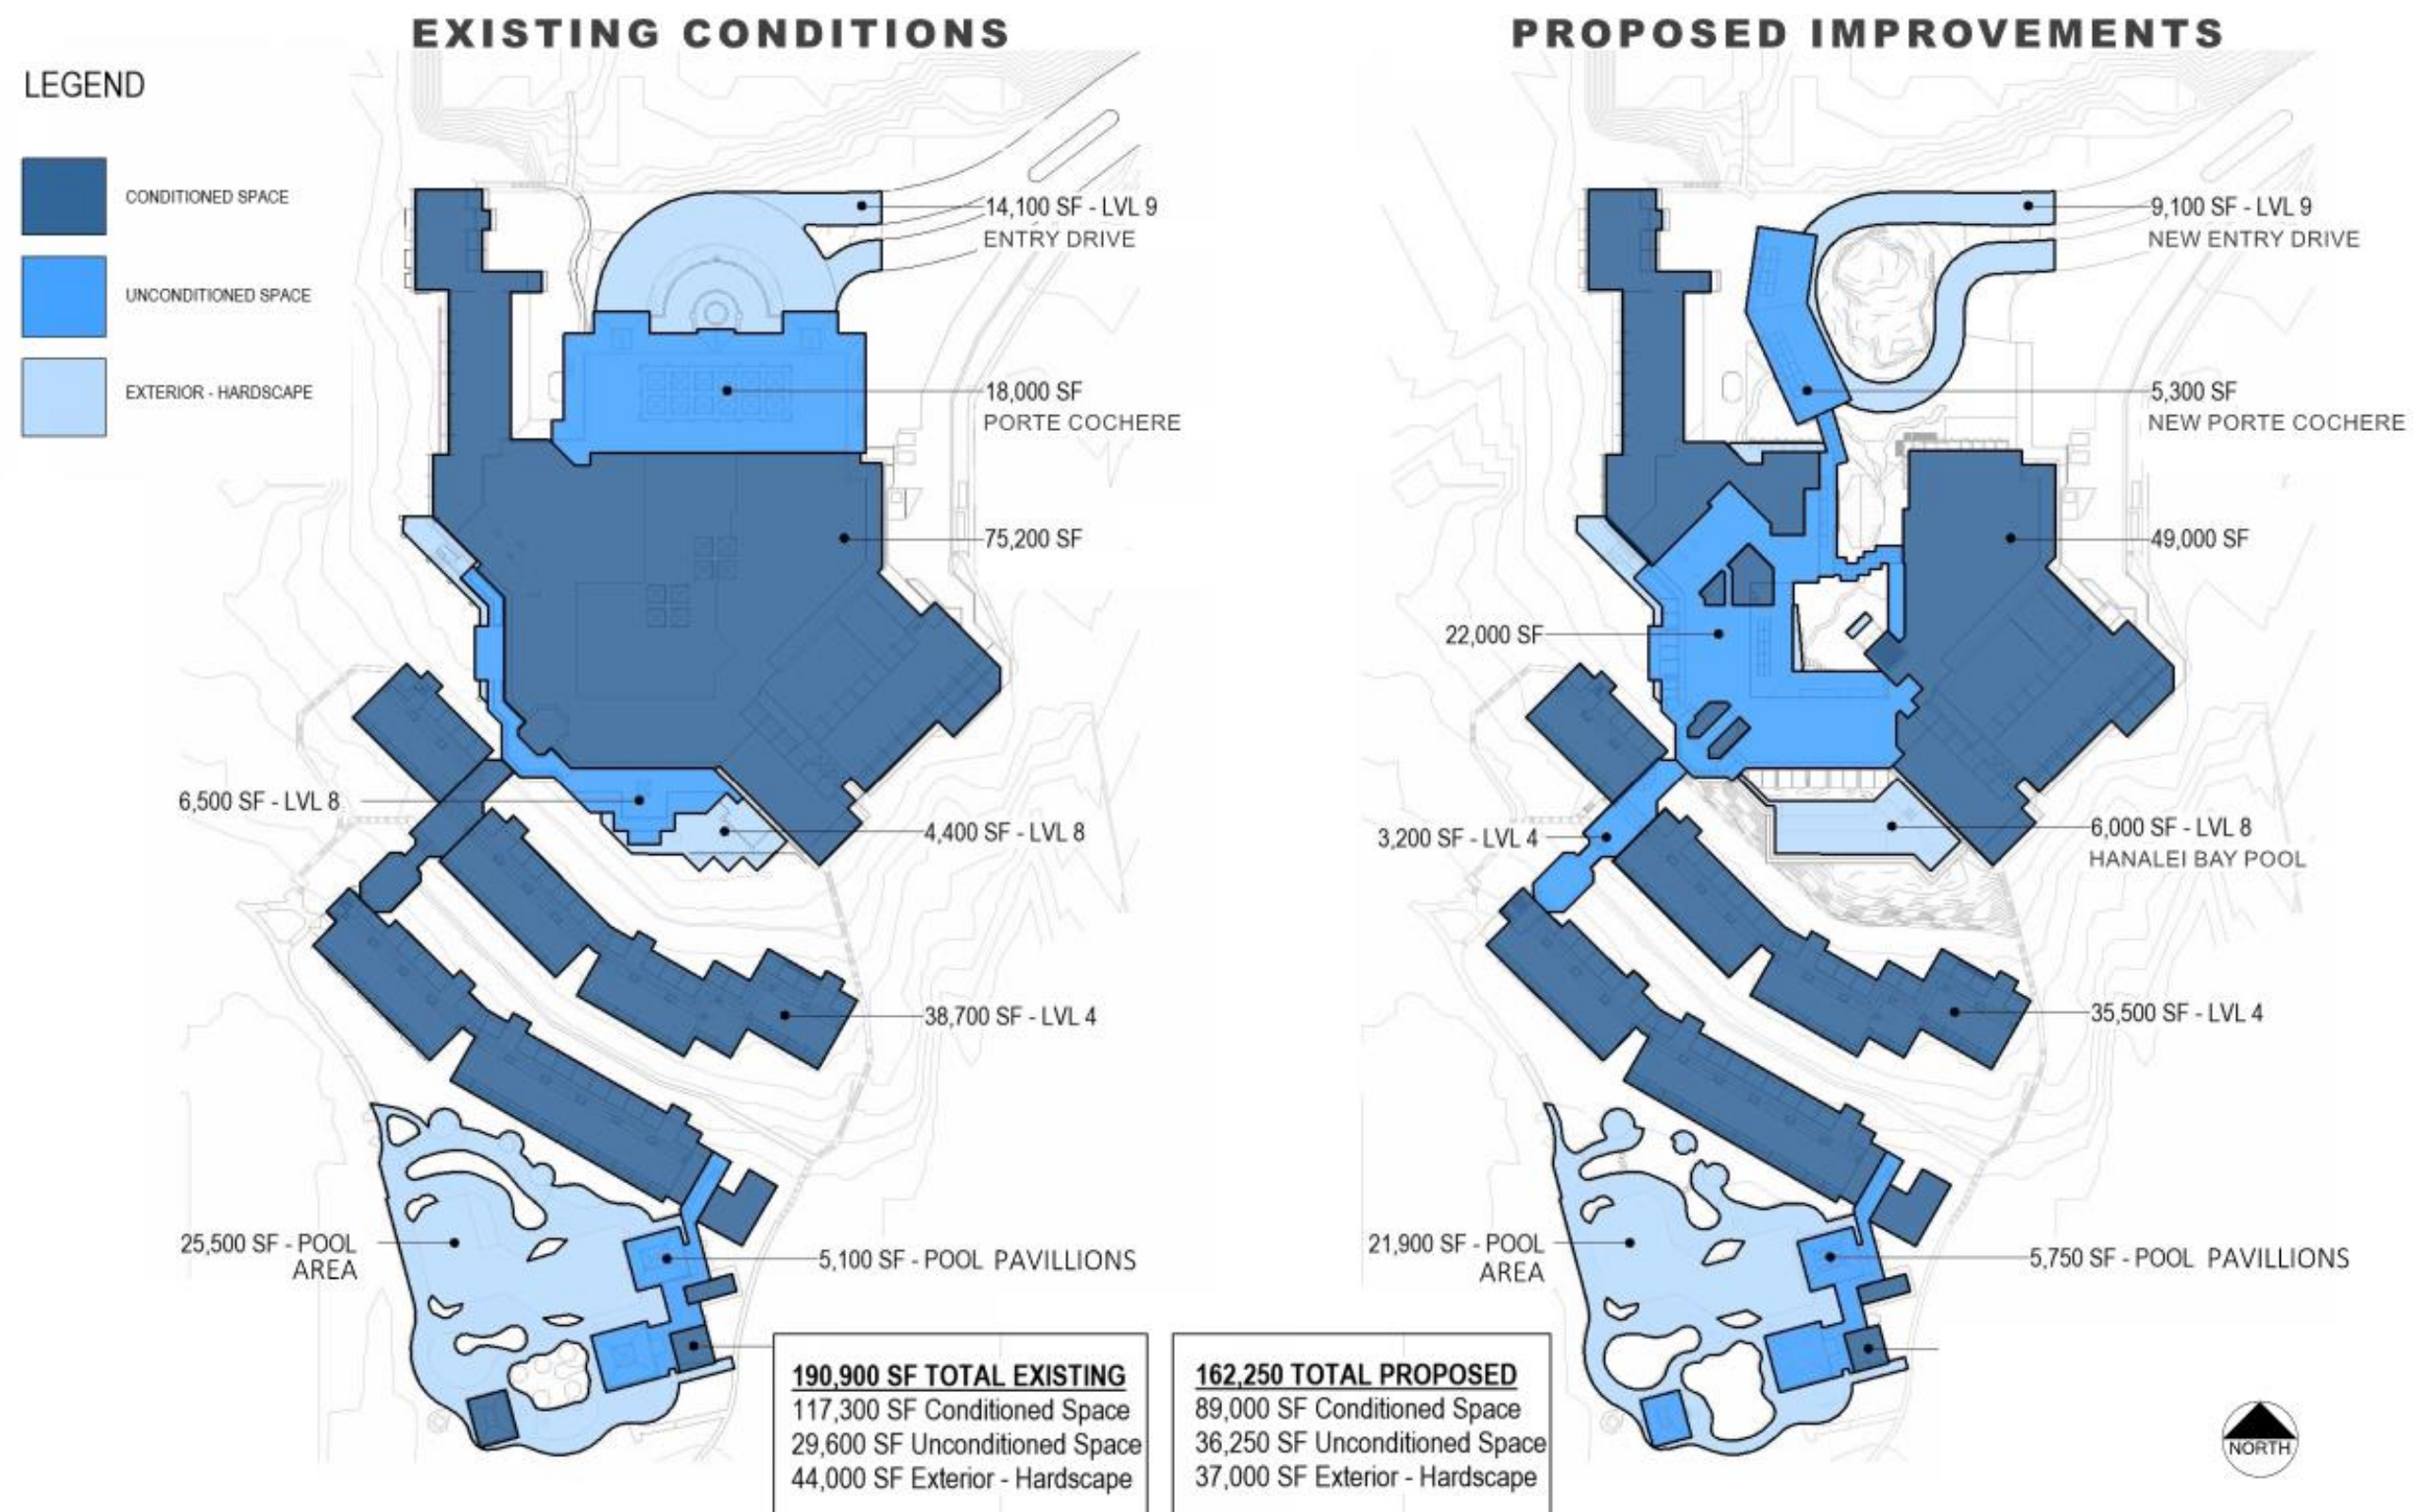 EXISTING CONDITIONS
PROPOSED IMPROVEMENTS
LEGEND
CONDITIONED SPACE
UNCONDITIONED SPACE
EXTERIOR - HARDSCAPE
14,100 SF - LVL 9
ENTRY DRIVE
18,000 SF
PORTE COCHERE
75,200 SF
6,500 SF - LVL 8
4,400 SF - LVL 8
38,700 SF - LVL 4
25,500 SF - POOL
AREA
5,100 SF - POOL PAVILLIONS
190,900 SF TOTAL EXISTING
117,300 SF Conditioned Space
29,600 SF Unconditioned Space
44,000 SF Exterior - Hardscape
9,100 SF - LVL 9
NEW ENTRY DRIVE
5,300 SF
NEW PORTE COCHERE
49,000 SF
22,000 SF
3,200 SF - LVL 4
6,000 SF - LVL 8
HANALEI BAY POOL
35,500 SF - LVL 4
21,900 SF - POOL
AREA
5,750 SF - POOL PAVILLIONS
162,250 TOTAL PROPOSED
89,000 SF Conditioned Space
36,250 SF Unconditioned Space
37,000 SF Exterior - Hardscape
NORTH